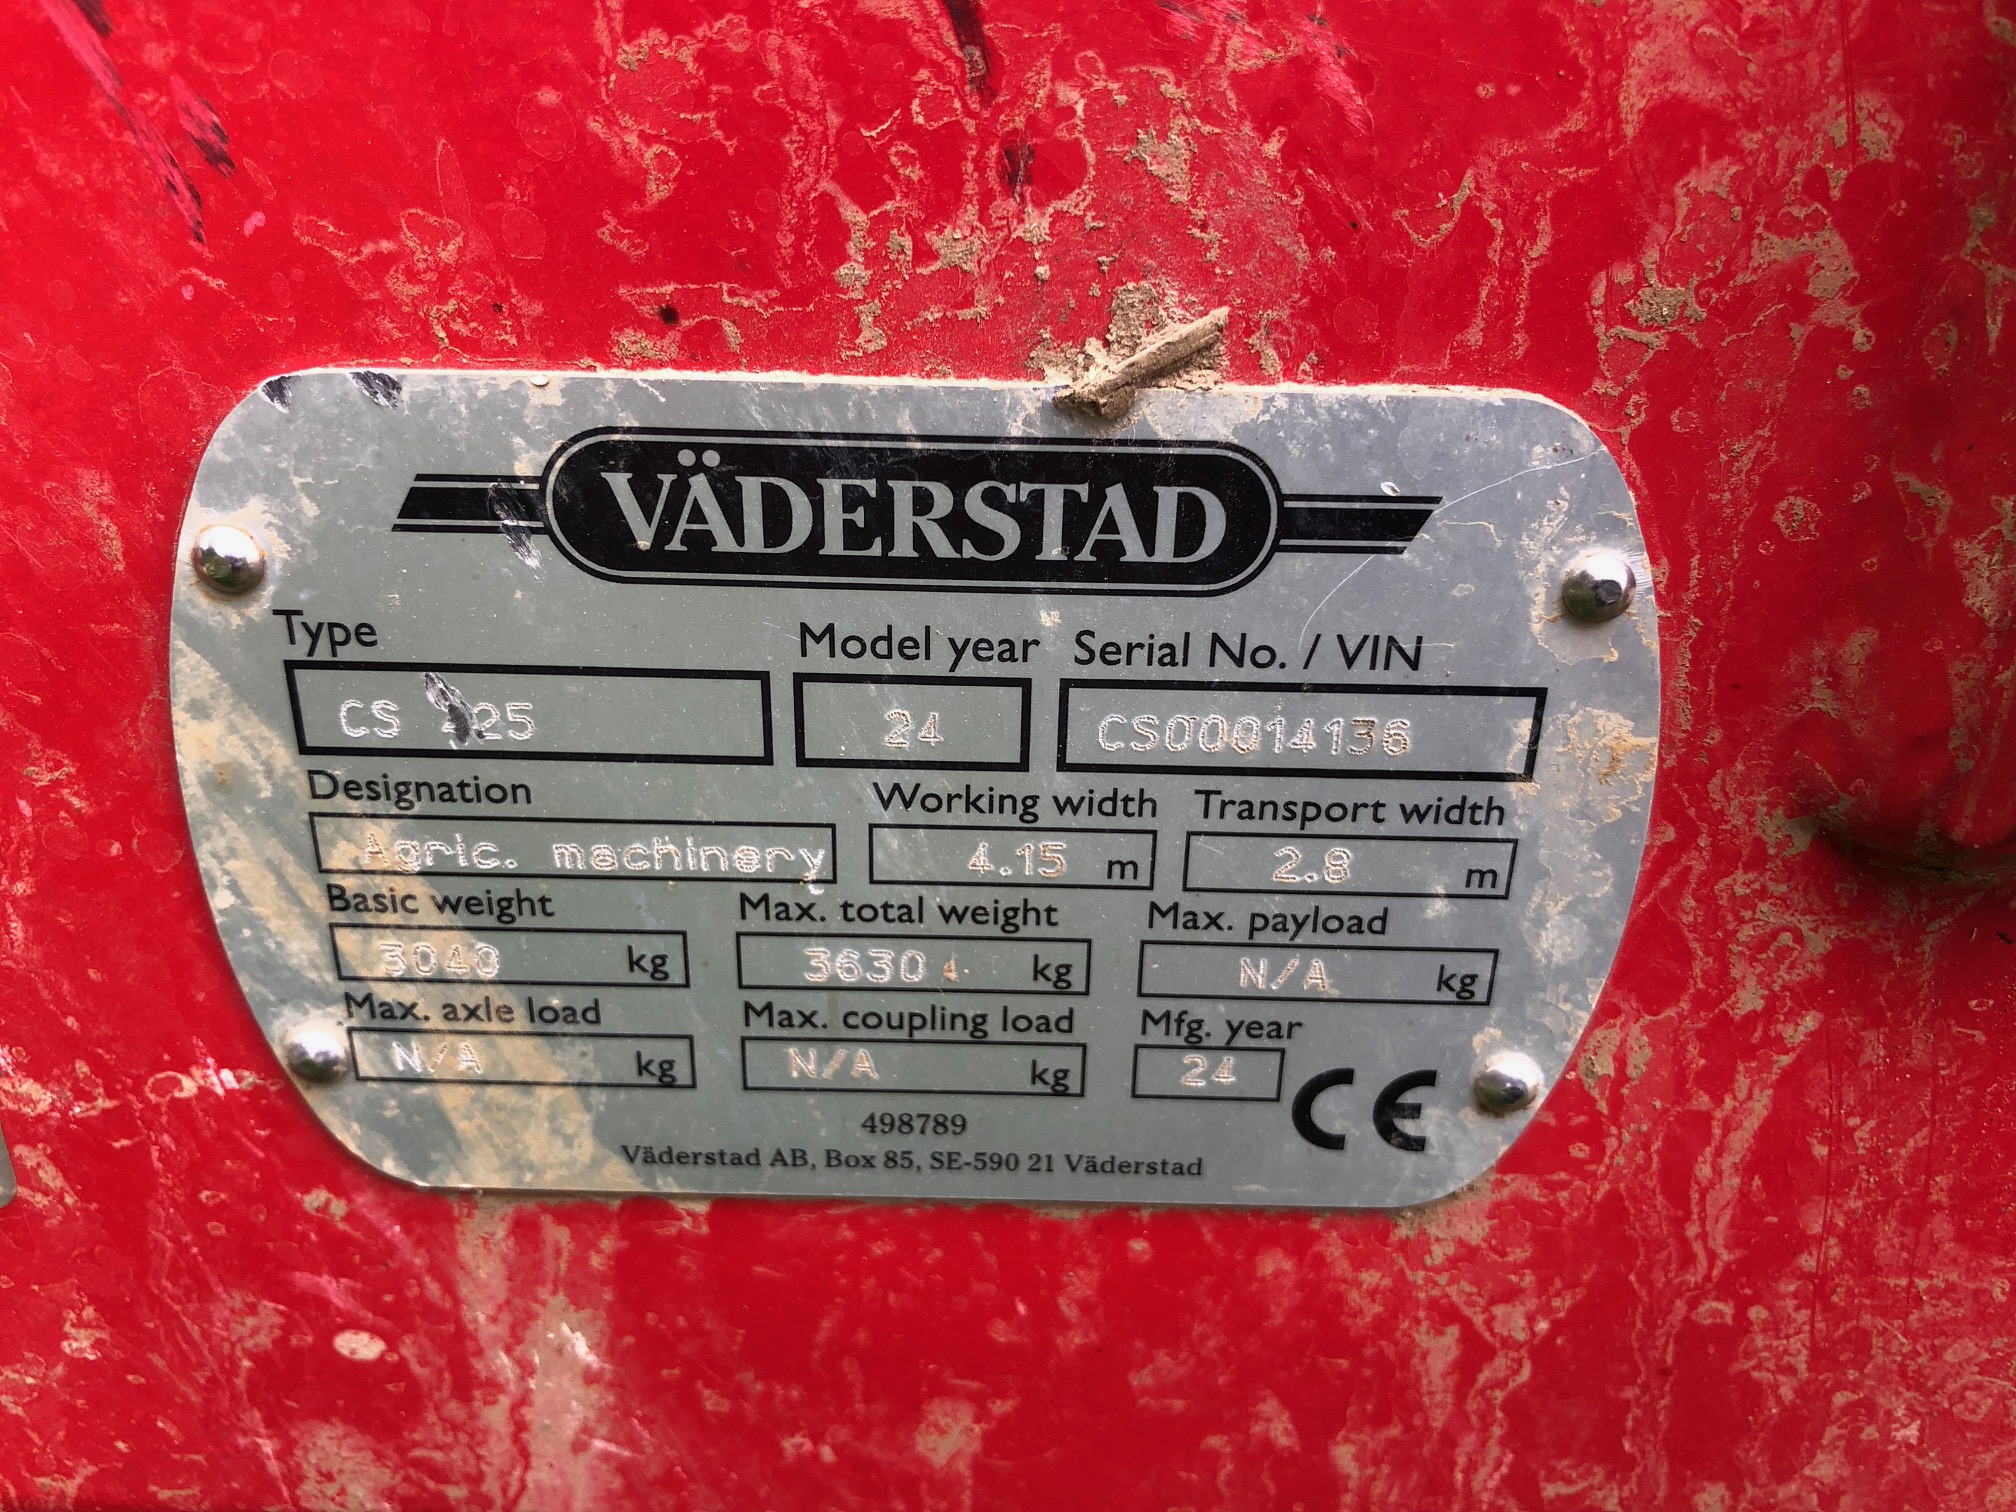 VÄDERSTAD
Type Model year Serial No. / VIN
CS 24 CS00014136
Designation Working width Transport width
Agric. machinery 4.15 m 2.8 m
Basic weight Max. total weight Max. payload
3040 kg 3630 kg N/A kg
Max. axle load Max. coupling load Mfg. year
N/A kg N/A kg 24
CE
498789
Väderstad AB, Box 85, SE-590 21 Väderstad